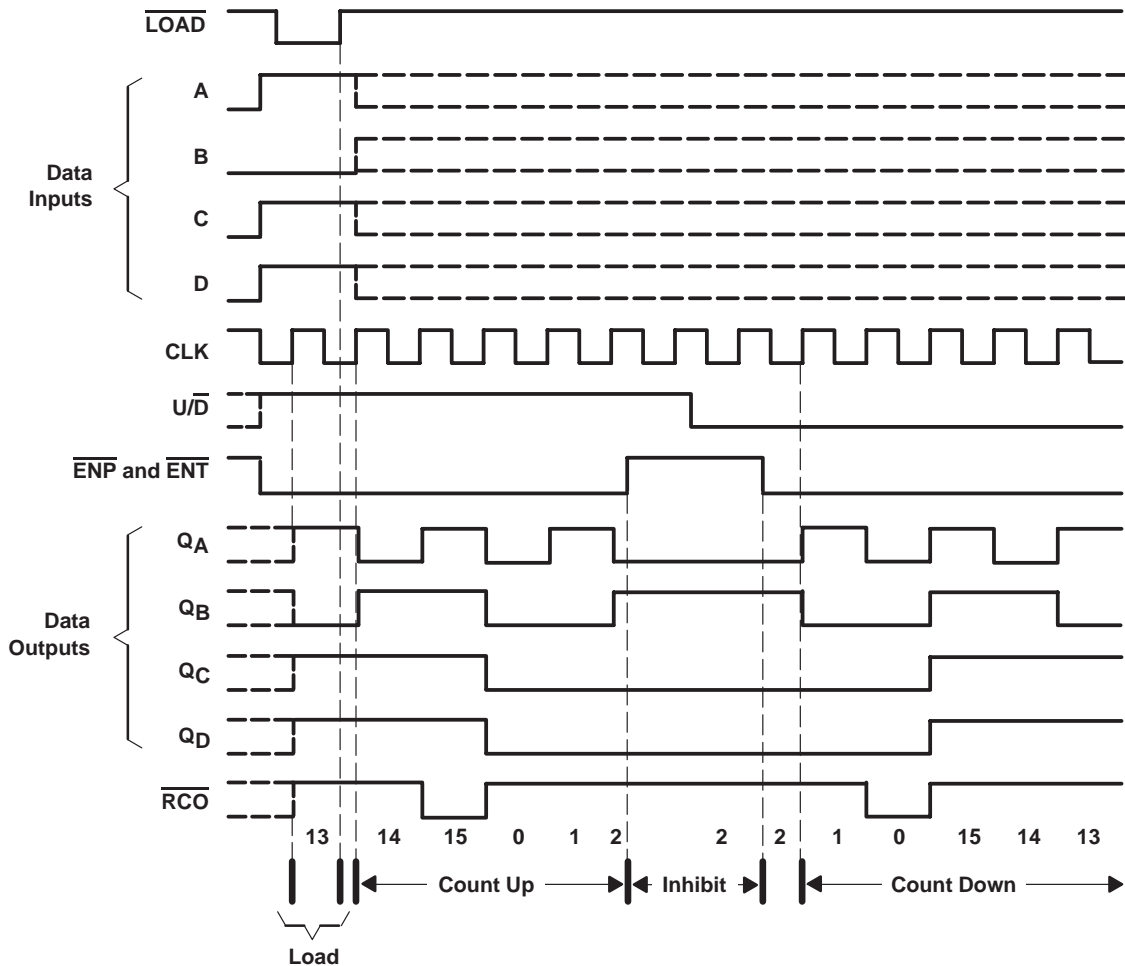 LOAD
A
B
Data
Inputs
C
D
CLK
U/D
ENP and ENT
QA
QB
Data
Outputs
QC
QD
RCO
13 14 15 0 1 2 2 2 1 0 15 14 13
Count Up Inhibit Count Down
Load